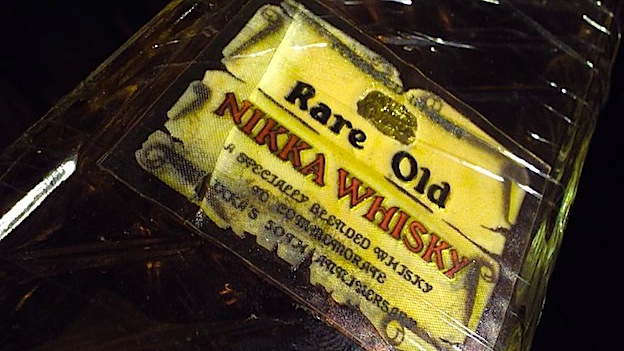 Rare Old
NIKKA WHISKY
A SPECIALLY BLENDED WHISKY
TO COMMEMORATE
NIKKA'S 50TH ANNIVERSARY